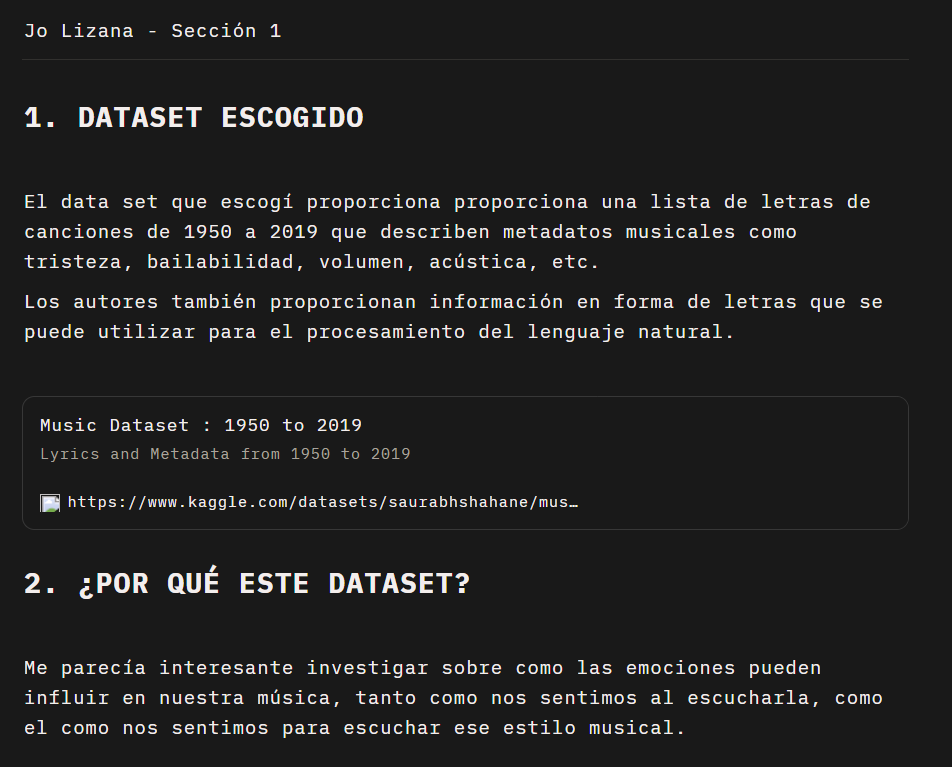 Jo Lizana - Sección 1
1. DATASET ESCOGIDO
El data set que escogí proporciona proporciona una lista de letras de
canciones de 1950 a 2019 que describen metadatos musicales como
tristeza, bailabilidad, volumen, acústica, etc.
Los autores también proporcionan información en forma de letras que se
puede utilizar para el procesamiento del lenguaje natural.
Music Dataset : 1950 to 2019
Lyrics and Metadata from 1950 to 2019
https://www.kaggle.com/datasets/saurabhshahane/mus…
2. ¿POR QUÉ ESTE DATASET?
Me parecía interesante investigar sobre como las emociones pueden
influir en nuestra música, tanto como nos sentimos al escucharla, como
el como nos sentimos para escuchar ese estilo musical.